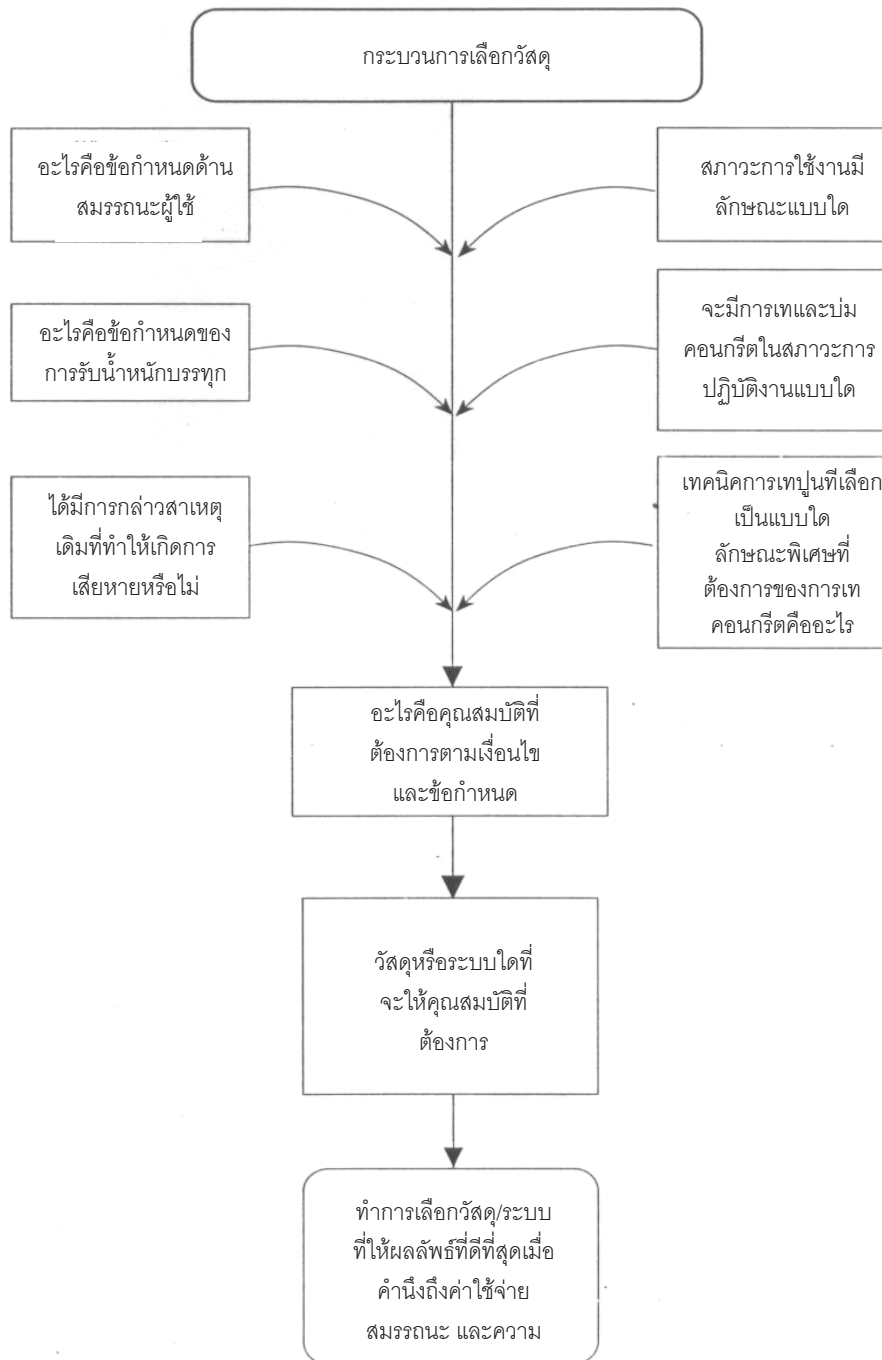 กระบวนการเลือกวัสดุ
อะไรคือข้อกำหนดด้าน
สมรรถนะผู้ใช้
สภาวะการใช้งานมี
ลักษณะแบบใด
อะไรคือข้อกำหนดของ
การรับน้ำหนักบรรทุก
จะมีการเทและบ่ม
คอนกรีตในสภาวะการ
ปฏิบัติงานแบบใด
ได้มีการกล่าวสาเหตุ
เดิมที่ทำให้เกิดการ
เสียหายหรือไม่
เทคนิคการเทปูนที่เลือก
เป็นแบบใด
ลักษณะพิเศษที่
ต้องการของการเท
คอนกรีตคืออะไร
อะไรคือคุณสมบัติที่
ต้องการตามเงื่อนไข
และข้อกำหนด
วัสดุหรือระบบใดที่
จะให้คุณสมบัติที่
ต้องการ
ทำการเลือกวัสดุ/ระบบ
ที่ให้ผลลัพธ์ที่ดีที่สุดเมื่อ
คำนึงถึงค่าใช้จ่าย
สมรรถนะ และความ